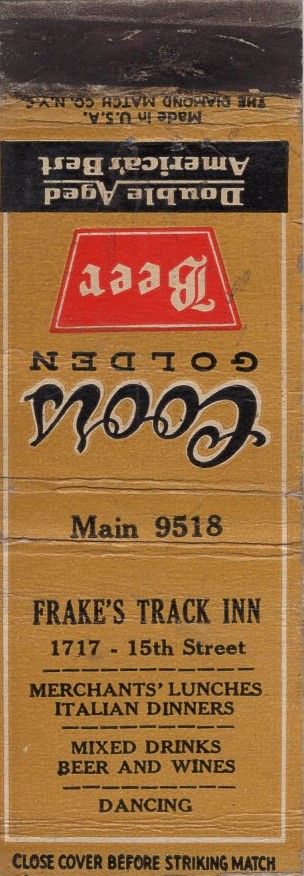 THE DIAMOND MATCH CO. N.Y.C.
Made in U.S.A.
Double Aged
America's Best
Coors
GOLDEN
Beer
Main 9518
FRAKE'S TRACK INN
1717 - 15th Street
MERCHANTS' LUNCHES
ITALIAN DINNERS
MIXED DRINKS
BEER AND WINES
DANCING
CLOSE COVER BEFORE STRIKING MATCH